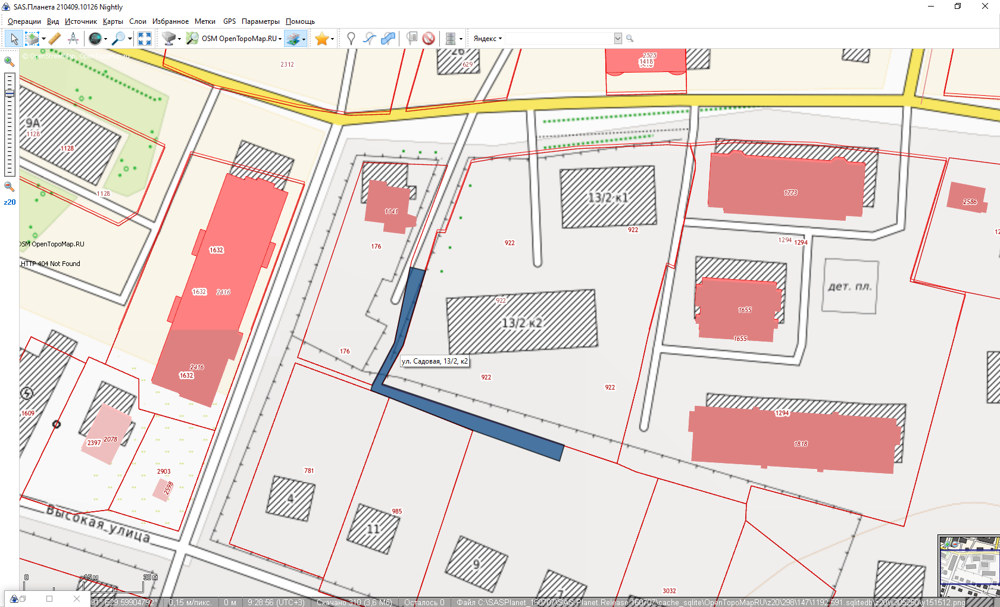 SAS.Планета 210409.10126 Nightly
Операции Вид Источник Карты Слои Избранное Метки GPS Параметры Помощь
OSM OpenTopoMap.RU Яндекс
© OpenStreetMap, OpenTopoMap.RU
2312
26
629
2525
1418
9А
1128
1128
1128
z20
OSM OpenTopoMap.RU
HTTP 404 Not Found
1632
1632 2416
2416
1632
1141
176
176
13/2 к1
922
922
922
13/2 к2
ул. Садовая, 13/2, к2
922
922
1773
2586
1294 1294
дет. пл.
1655
1655
1294
1818
1609
2397 2078
2903
2598
781
4
985
11
9
3032
Высокая улица
0 15 м 30 м
91° E29.59904792° 0,15 м/пикс. 0 м 9:28:56 (UTC+3) Скачано 310 (3,6 Мб) Осталось 0 Файл C:\SASPlanet_160707\SAS.Planet.Release.160707\cache_sqlite\OpenTopoMapRU\z20\298\147\1192.591.sqlitedb\z20\x305250\y151512.png